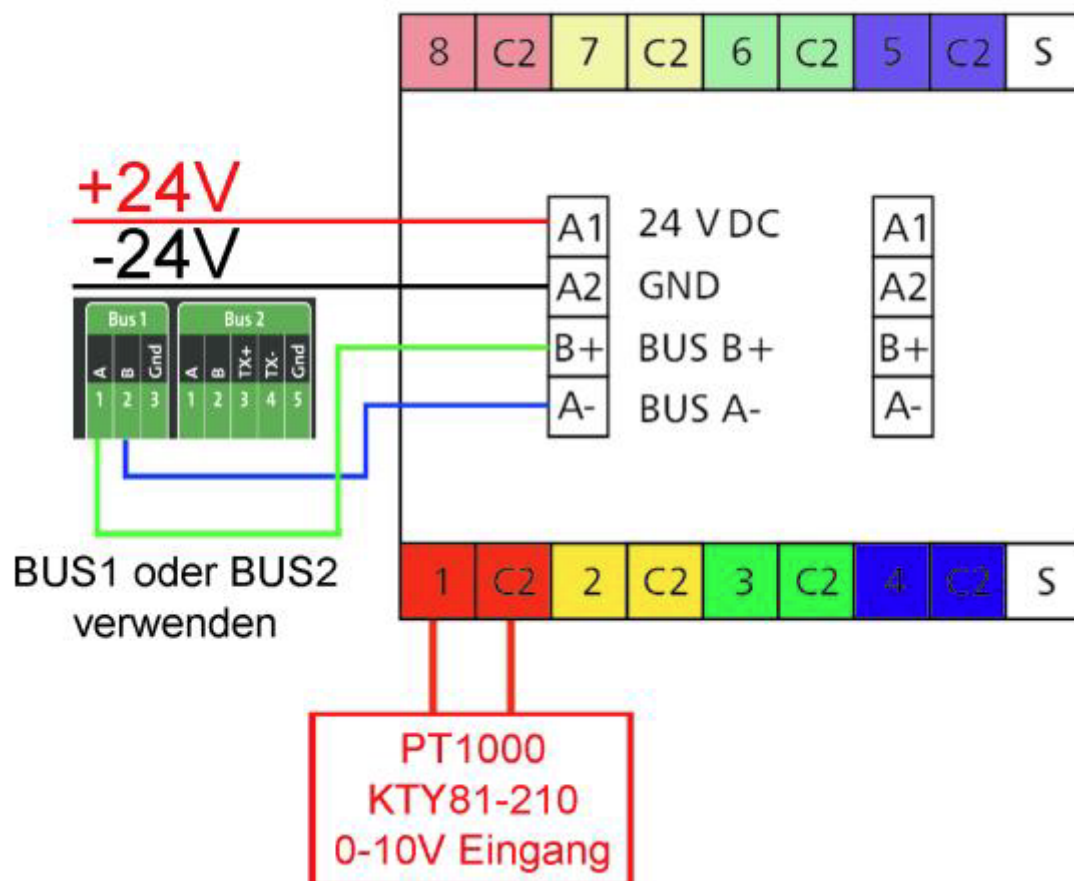 8 C2 7 C2 6 C2 5 C2 S
+24V
-24V
A1 24 V DC A1
A2 GND A2
B+ BUS B+ B+
A- BUS A- A-
Bus 1 Bus 2
A B Gnd A B TX+ TX- Gnd
1 2 3 1 2 3 4 5
BUS1 oder BUS2
verwenden
1 C2 2 C2 3 C2 4 C2 S
PT1000
KTY81-210
0-10V Eingang